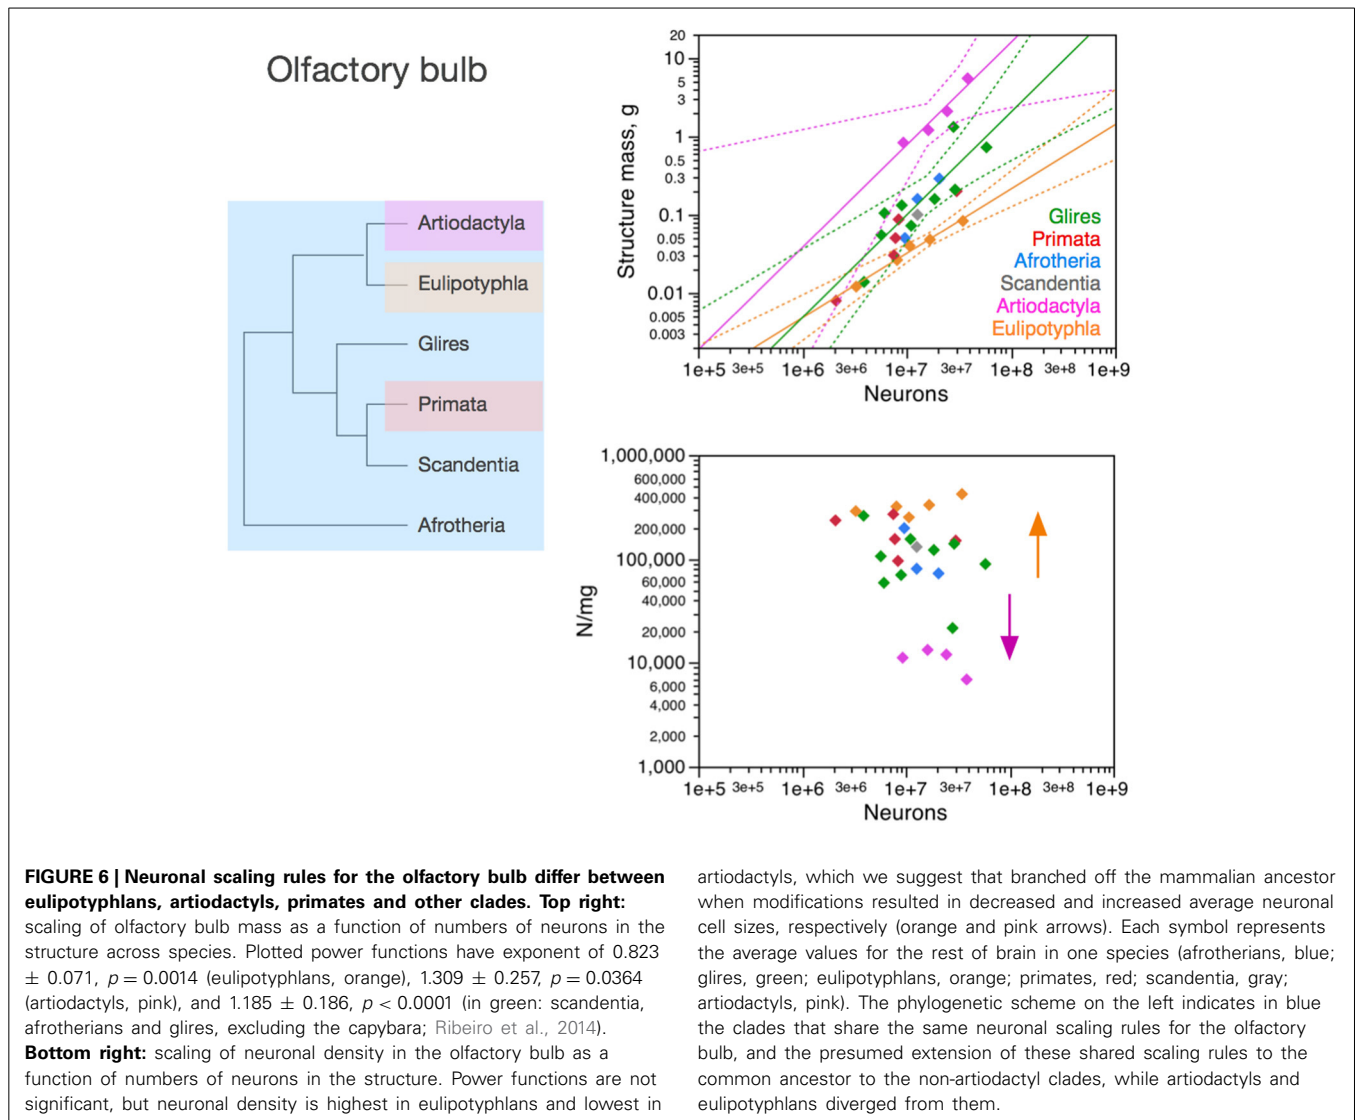 Olfactory bulb
Artiodactyla
Eulipotyphla
Glires
Primata
Scandentia
Afrotheria
Structure mass, g
20
10
5
3
1
0.5
0.3
0.1
0.05
0.03
0.01
0.005
0.003
Glires
Primata
Afrotheria
Scandentia
Artiodactyla
Eulipotyphla
1e+5 3e+5 1e+6 3e+6 1e+7 3e+7 1e+8 3e+8 1e+9
Neurons
N/mg
1,000,000
600,000
400,000
200,000
100,000
60,000
40,000
20,000
10,000
6,000
4,000
2,000
1,000
1e+5 3e+5 1e+6 3e+6 1e+7 3e+7 1e+8 3e+8 1e+9
Neurons
FIGURE 6 | Neuronal scaling rules for the olfactory bulb differ between
eulipotyphlans, artiodactyls, primates and other clades. Top right:
scaling of olfactory bulb mass as a function of numbers of neurons in the
structure across species. Plotted power functions have exponent of 0.823
± 0.071, p = 0.0014 (eulipotyphlans, orange), 1.309 ± 0.257, p = 0.0364
(artiodactyls, pink), and 1.185 ± 0.186, p < 0.0001 (in green: scandentia,
afrotherians and glires, excluding the capybara; Ribeiro et al., 2014).
Bottom right: scaling of neuronal density in the olfactory bulb as a
function of numbers of neurons in the structure. Power functions are not
significant, but neuronal density is highest in eulipotyphlans and lowest in
artiodactyls, which we suggest that branched off the mammalian ancestor
when modifications resulted in decreased and increased average neuronal
cell sizes, respectively (orange and pink arrows). Each symbol represents
the average values for the rest of brain in one species (afrotherians, blue;
glires, green; eulipotyphlans, orange; primates, red; scandentia, gray;
artiodactyls, pink). The phylogenetic scheme on the left indicates in blue
the clades that share the same neuronal scaling rules for the olfactory
bulb, and the presumed extension of these shared scaling rules to the
common ancestor to the non-artiodactyl clades, while artiodactyls and
eulipotyphlans diverged from them.